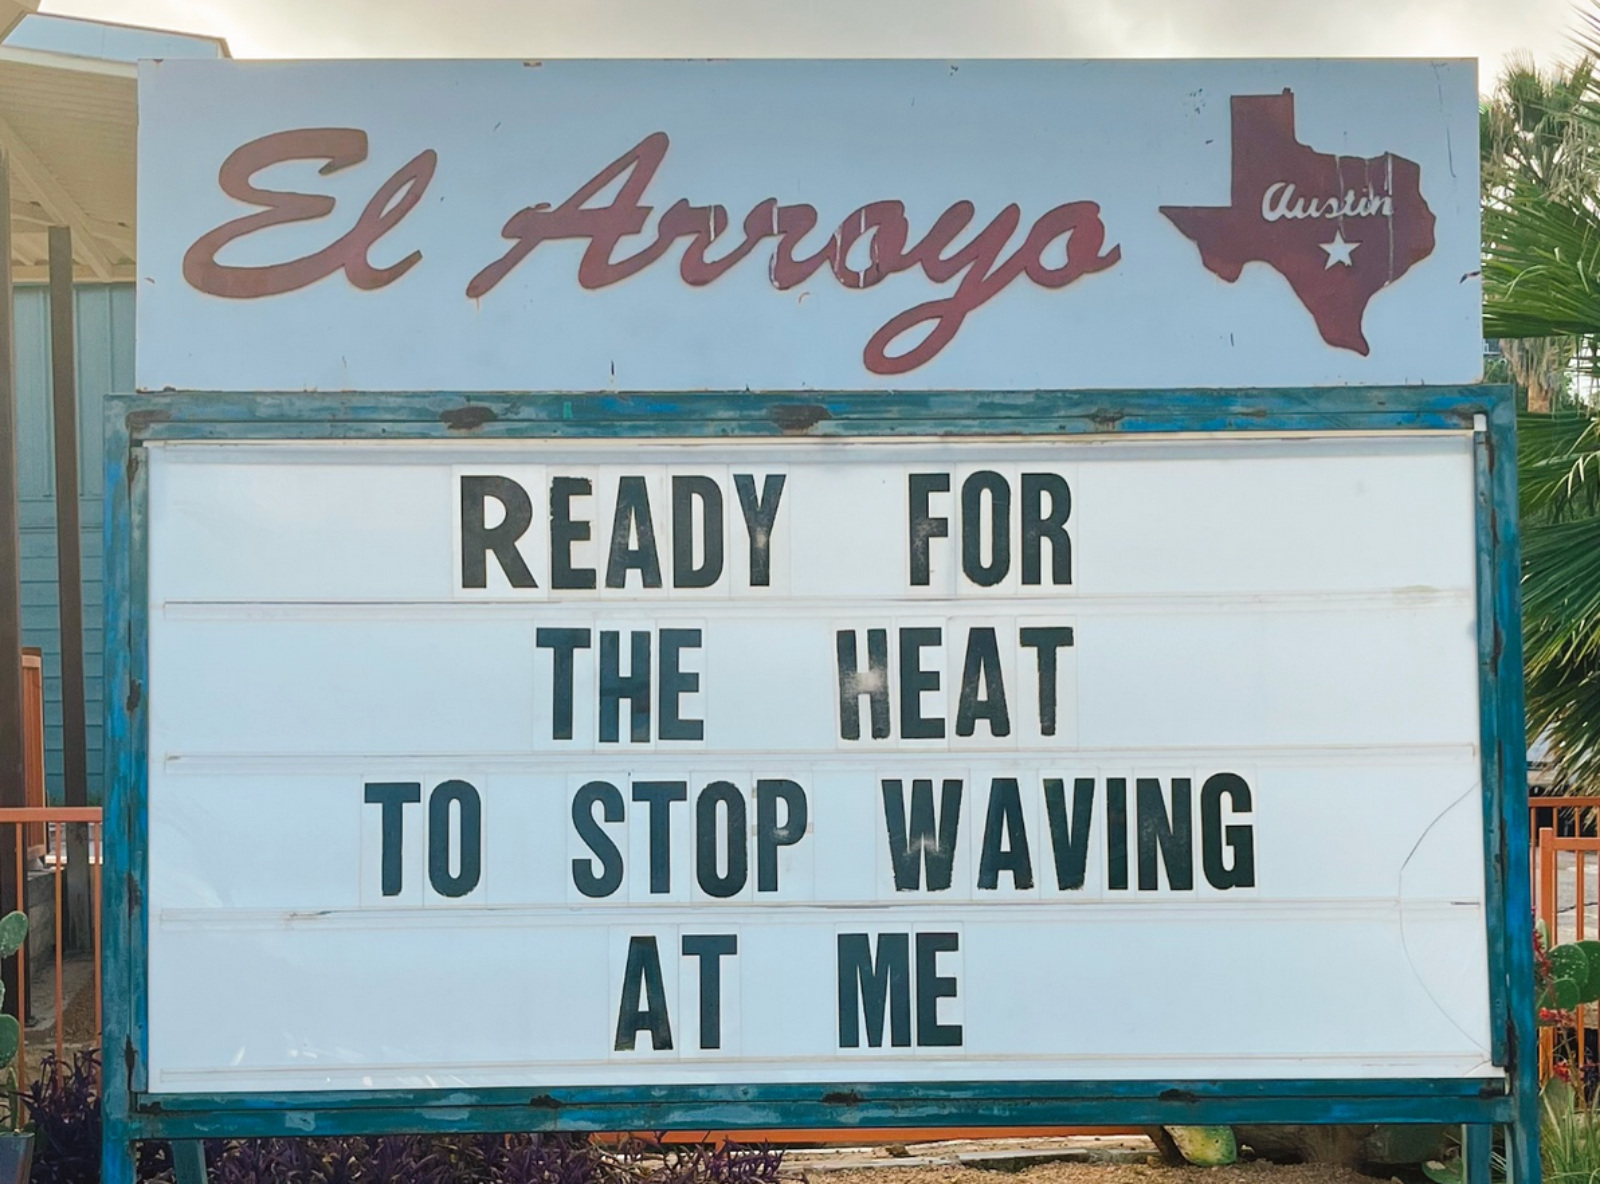 El Arroyo
Austin
READY FOR
THE HEAT
TO STOP WAVING
AT ME